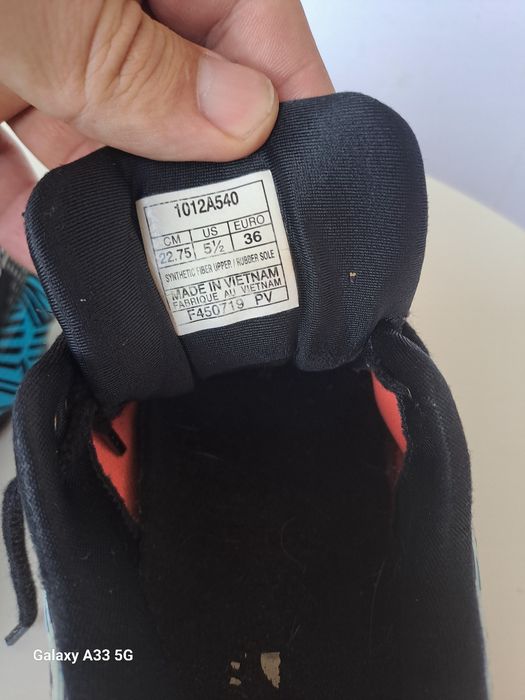 1012A540
CM US EURO
22.75 5½ 36
SYNTHETIC FIBER UPPER / RUBBER SOLE
MADE IN VIETNAM
FABRIQUE AU VIETNAM
F450719 PV
Galaxy A33 5G